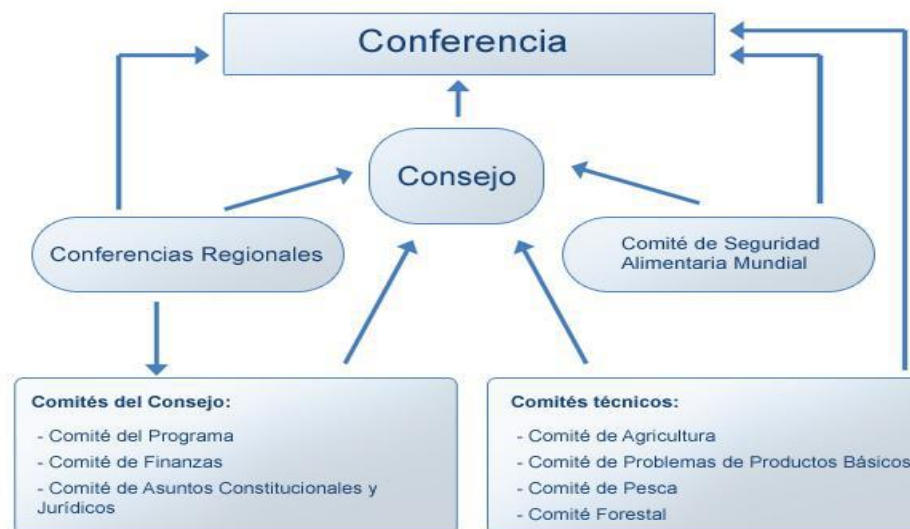 Conferencia
Consejo
Conferencias Regionales
Comité de Seguridad
Alimentaria Mundial
Comités del Consejo:
- Comité del Programa
- Comité de Finanzas
- Comité de Asuntos Constitucionales y
Jurídicos
Comités técnicos:
- Comité de Agricultura
- Comité de Problemas de Productos Básicos
- Comité de Pesca
- Comité Forestal